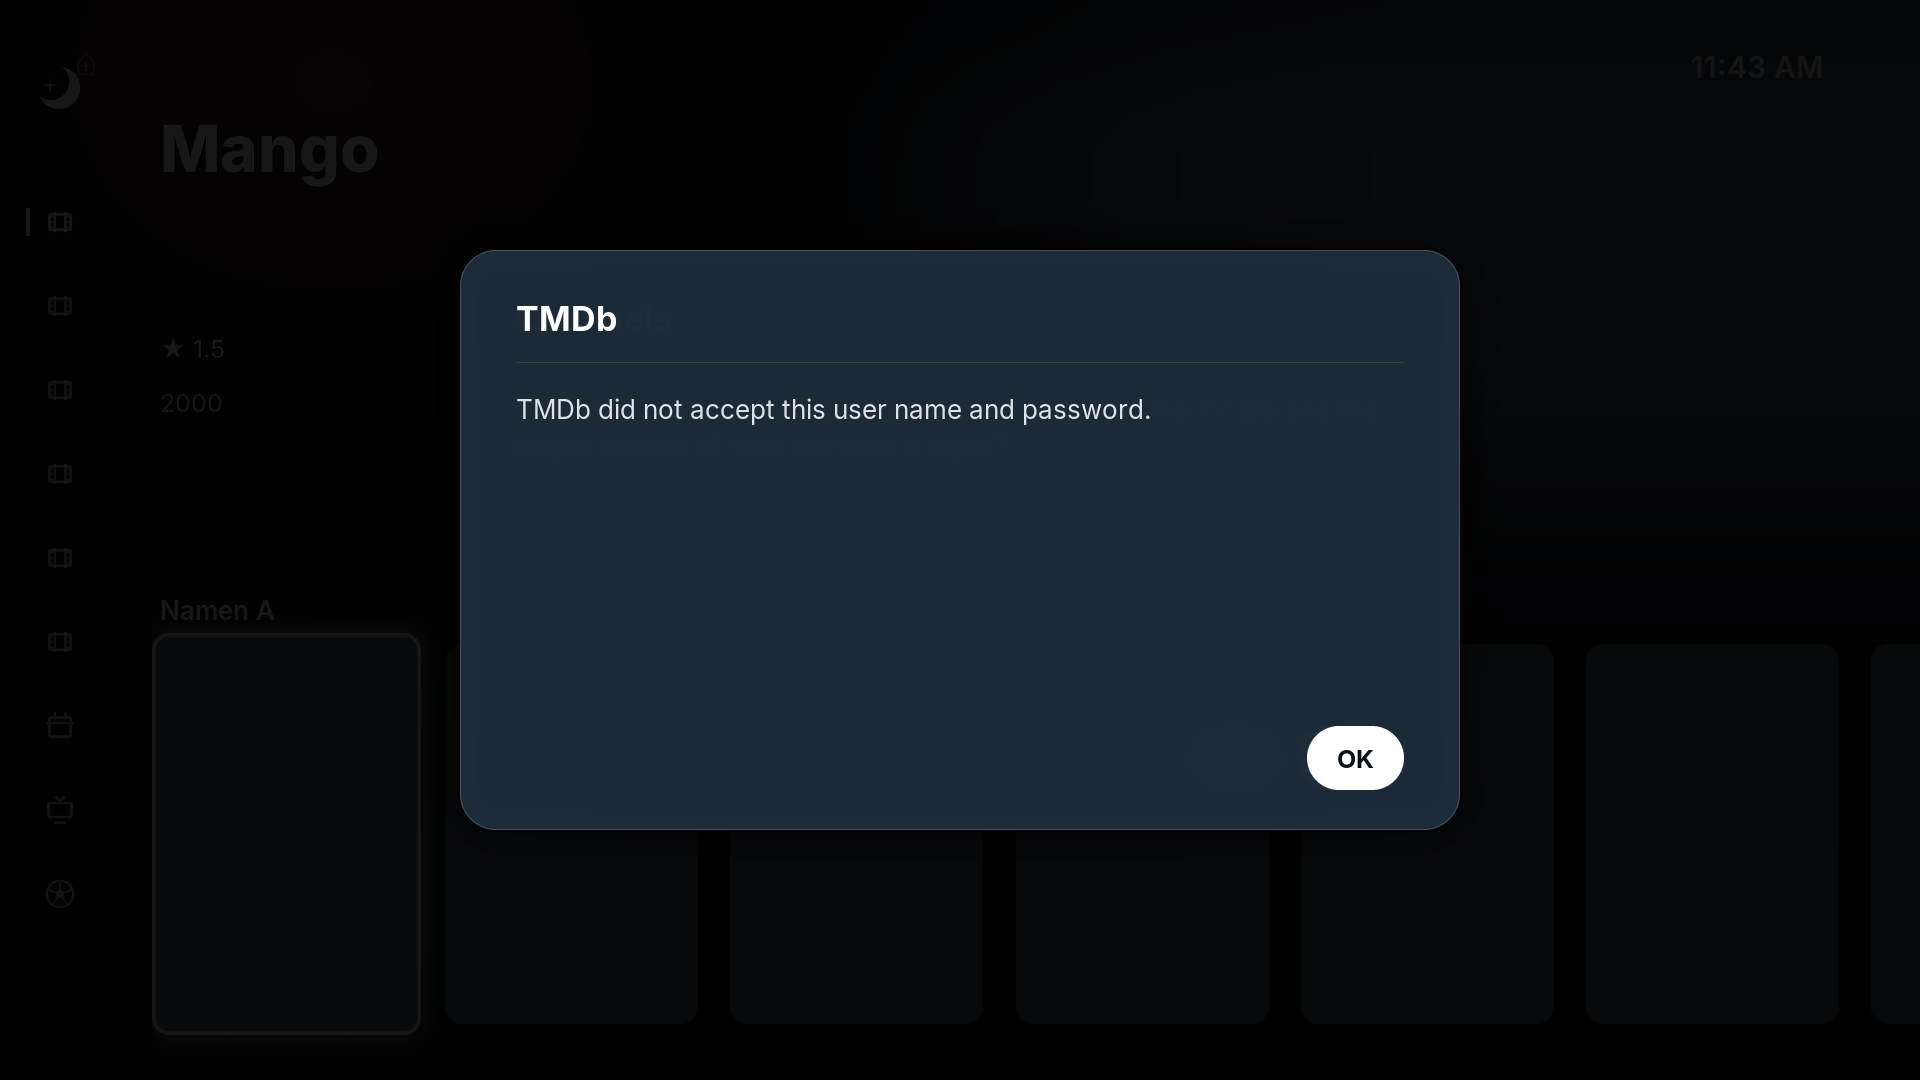 11:43 AM
Mango
★ 1.5
2000
Namen A
TMDb
TMDb did not accept this user name and password.
OK